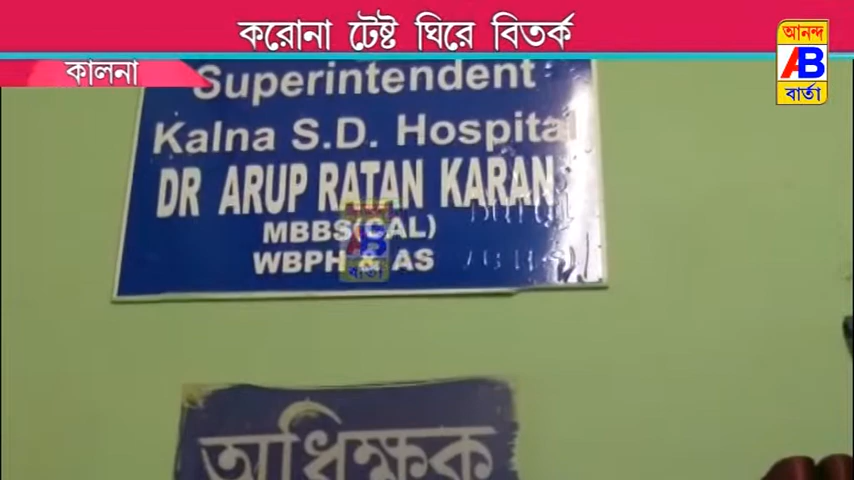 করোনা টেষ্ট ঘিরে বিতর্ক
আনন্দ
AB
বার্তা
কালনা
Superintendent
Kalna S.D. Hospital
DR ARUP RATAN KARAN
MBBS(CAL)
WBPH & AS
অধিক্ষক